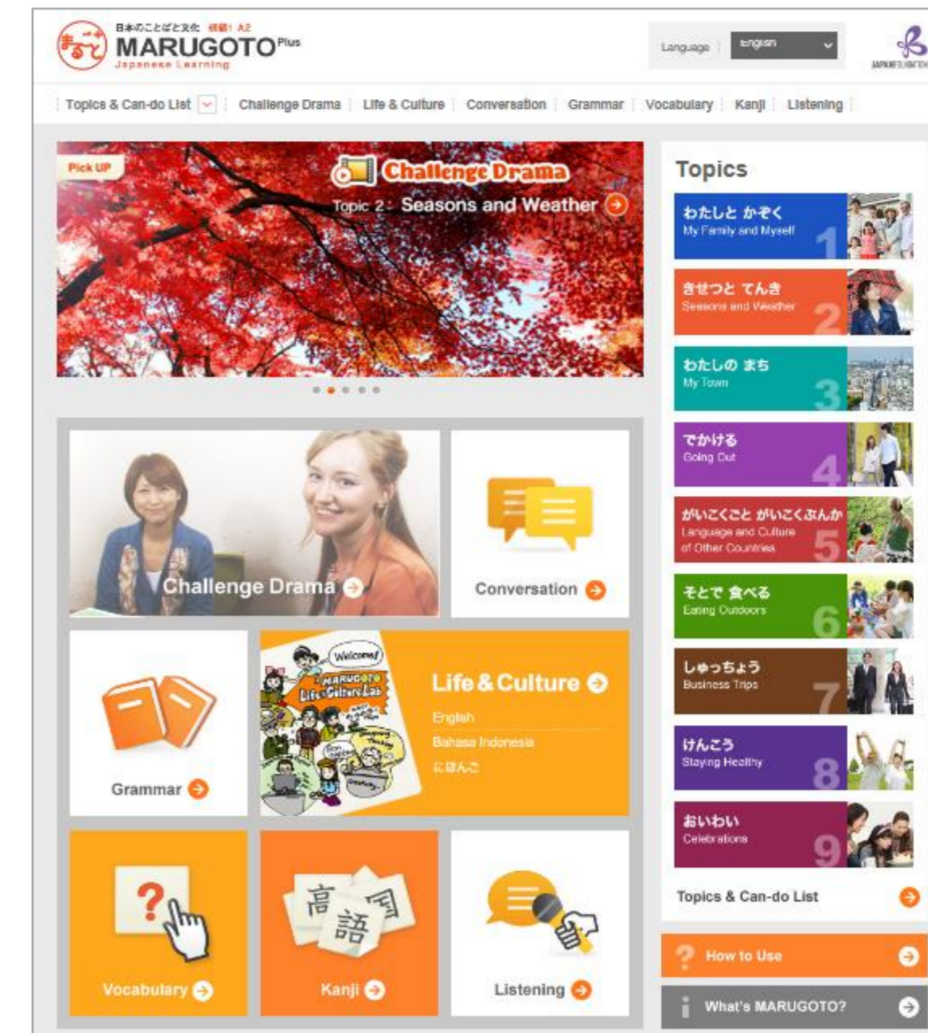 まるごと
日本のことばと文化 初級1 A2
MARUGOTO Plus
Japanese Learning
Language
English
JAPAN FOUNDATION
Topics & Can-do List
Challenge Drama
Life & Culture
Conversation
Grammar
Vocabulary
Kanji
Listening
Pick UP
Challenge Drama
Topic 2: Seasons and Weather
Challenge Drama
Conversation
Grammar
Welcome!
MARUGOTO
Life & Culture Lab
Life & Culture
English
Bahasa Indonesia
にほんご
?
Vocabulary
高
語
国
Kanji
Listening
Topics
わたしと かぞく
My Family and Myself
1
きせつと てんき
Seasons and Weather
2
わたしの まち
My Town
3
でかける
Going Out
4
がいこくごと がいこくぶんか
Language and Culture
of Other Countries
5
そとで 食べる
Eating Outdoors
6
しゅっちょう
Business Trips
7
けんこう
Staying Healthy
8
おいわい
Celebrations
9
Topics & Can-do List
? How to Use
i What's MARUGOTO?